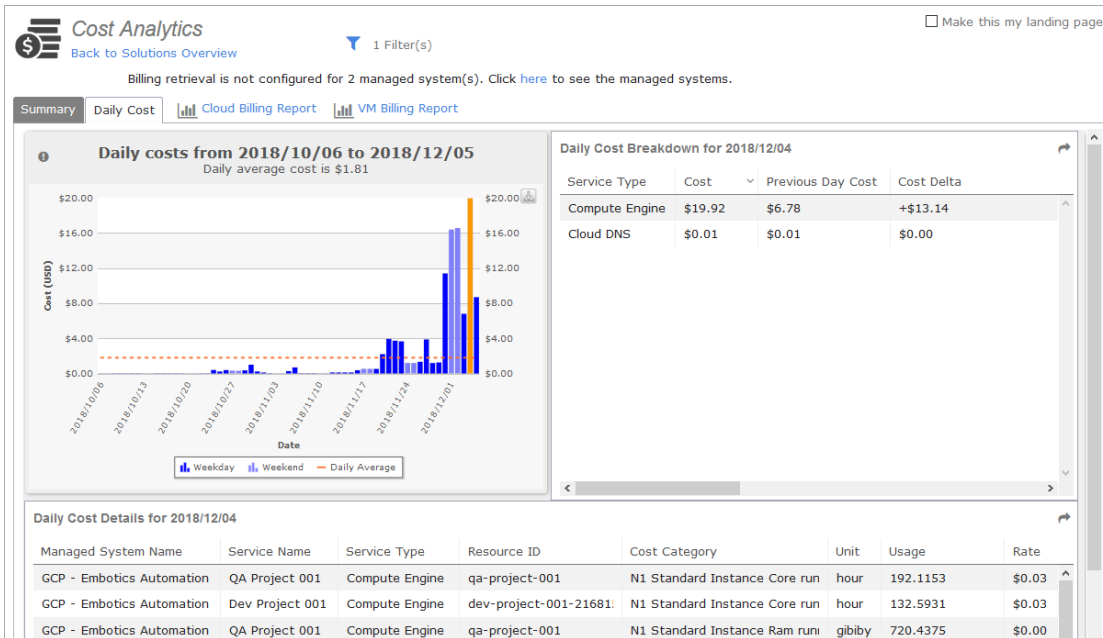 Cost Analytics
Back to Solutions Overview
1 Filter(s)
Make this my landing page
Billing retrieval is not configured for 2 managed system(s). Click here to see the managed systems.
Summary Daily Cost Cloud Billing Report VM Billing Report
Daily costs from 2018/10/06 to 2018/12/05
Daily average cost is $1.81
$20.00 $20.00
$16.00 $16.00
$12.00 $12.00
$8.00 $8.00
$4.00 $4.00
$0.00 $0.00
Cost (USD)
2018/10/06 2018/10/13 2018/10/20 2018/10/27 2018/11/03 2018/11/10 2018/11/17 2018/11/24 2018/12/01
Date
Weekday Weekend Daily Average
Daily Cost Breakdown for 2018/12/04
Service Type Cost Previous Day Cost Cost Delta
Compute Engine $19.92 $6.78 +$13.14
Cloud DNS $0.01 $0.01 $0.00
Daily Cost Details for 2018/12/04
Managed System Name Service Name Service Type Resource ID Cost Category Unit Usage Rate
GCP - Embotics Automation QA Project 001 Compute Engine qa-project-001 N1 Standard Instance Core run hour 192.1153 $0.03
GCP - Embotics Automation Dev Project 001 Compute Engine dev-project-001-21681 N1 Standard Instance Core run hour 132.5931 $0.03
GCP - Embotics Automation QA Project 001 Compute Engine qa-project-001 N1 Standard Instance Ram runn gibiby 720.4375 $0.00